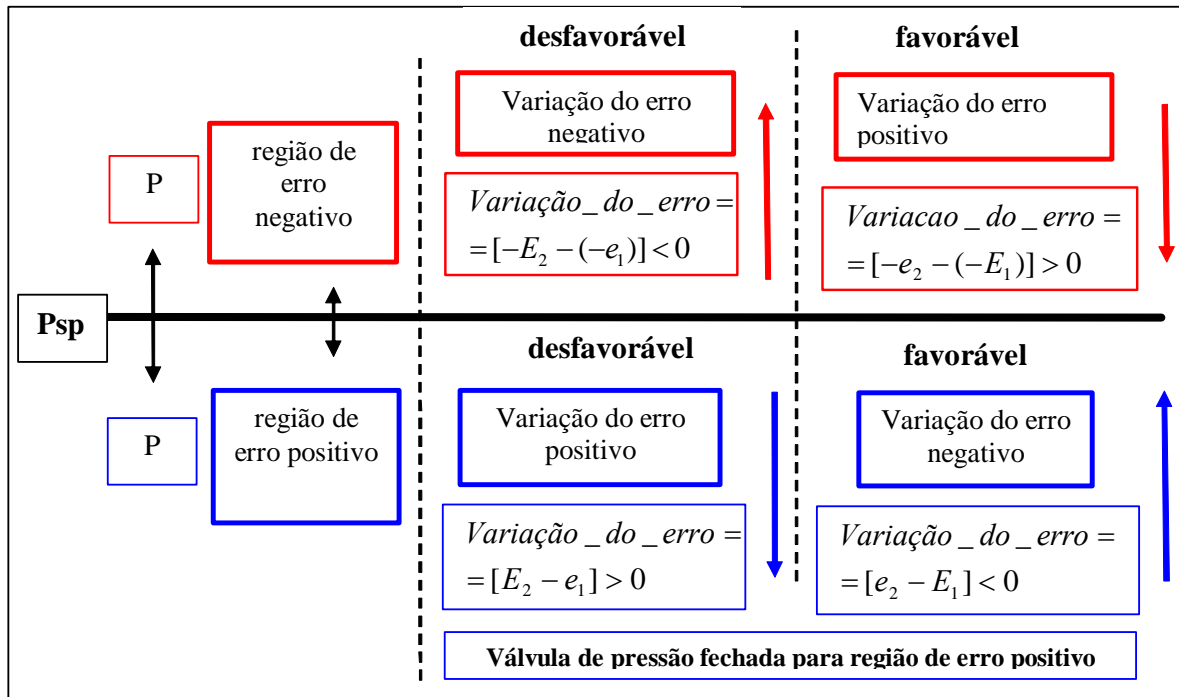 desfavorável
favorável
Variação do erro
negativo
Variação do erro
positivo
região de
erro
negativo
P
Variação_do_erro =
= [−E₂ − (−e₁)] < 0
Variacao_do_erro =
= [−e₂ − (−E₁)] > 0
Psp
desfavorável
favorável
P
região de
erro positivo
Variação do erro
positivo
Variação do erro
negativo
Variação_do_erro =
= [E₂ − e₁] > 0
Variação_do_erro =
= [e₂ − E₁] < 0
Válvula de pressão fechada para região de erro positivo